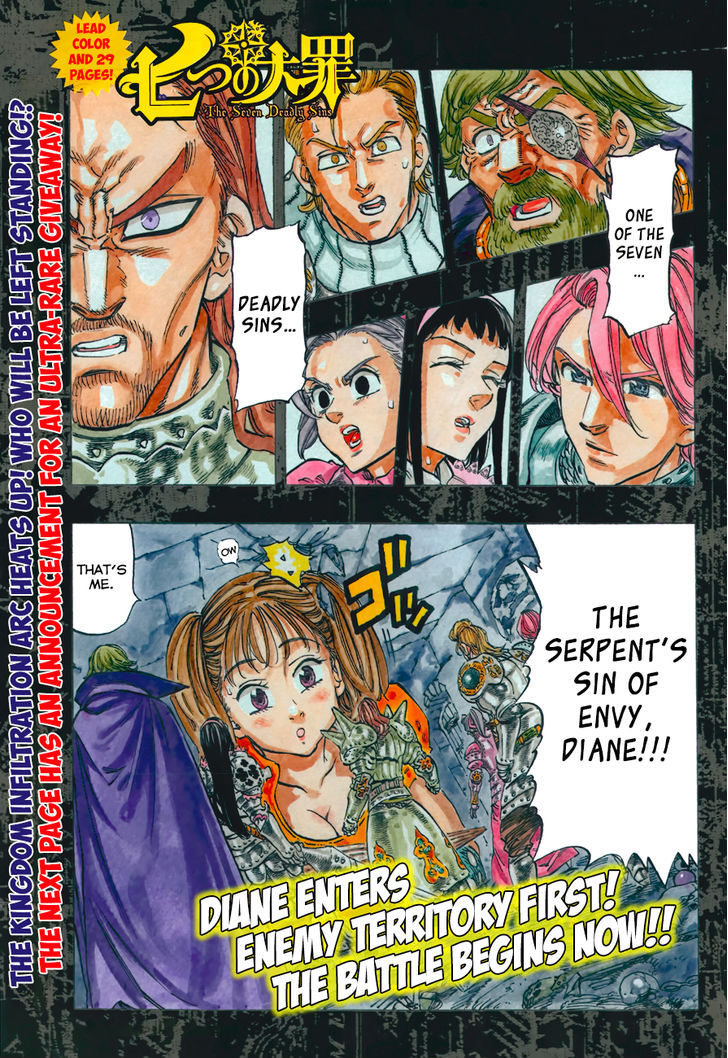 LEAD
COLOR
AND 29
PAGES!
七つの大罪
The Seven Deadly Sins
THE KINGDOM INFILTRATION ARC HEATS UP! WHO WILL BE LEFT STANDING!?
THE NEXT PAGE HAS AN ANNOUNCEMENT FOR AN ULTRA-RARE GIVEAWAY!
ONE
OF THE
SEVEN
...
DEADLY
SINS...
THE
SERPENT'S
SIN OF
ENVY,
DIANE!!!
ゴッ
OW
THAT'S
ME.
DIANE ENTERS
ENEMY TERRITORY FIRST!
THE BATTLE BEGINS NOW!!